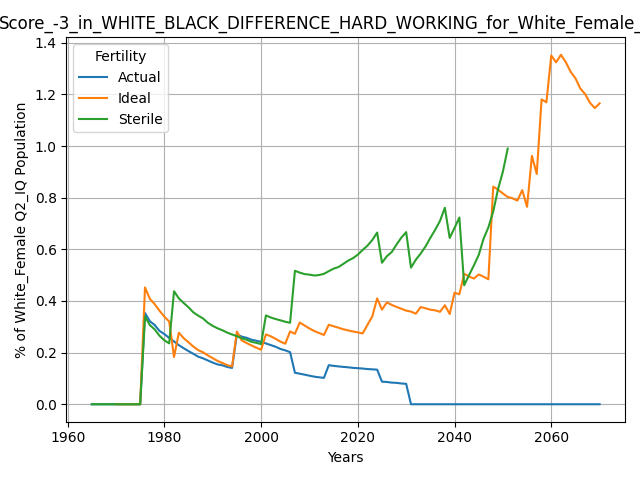 Score_-3_in_WHITE_BLACK_DIFFERENCE_HARD_WORKING_for_White_Female_
Fertility
Actual
Ideal
Sterile
% of White_Female Q2_IQ Population
1.4
1.2
1.0
0.8
0.6
0.4
0.2
0.0
1960 1980 2000 2020 2040 2060
Years